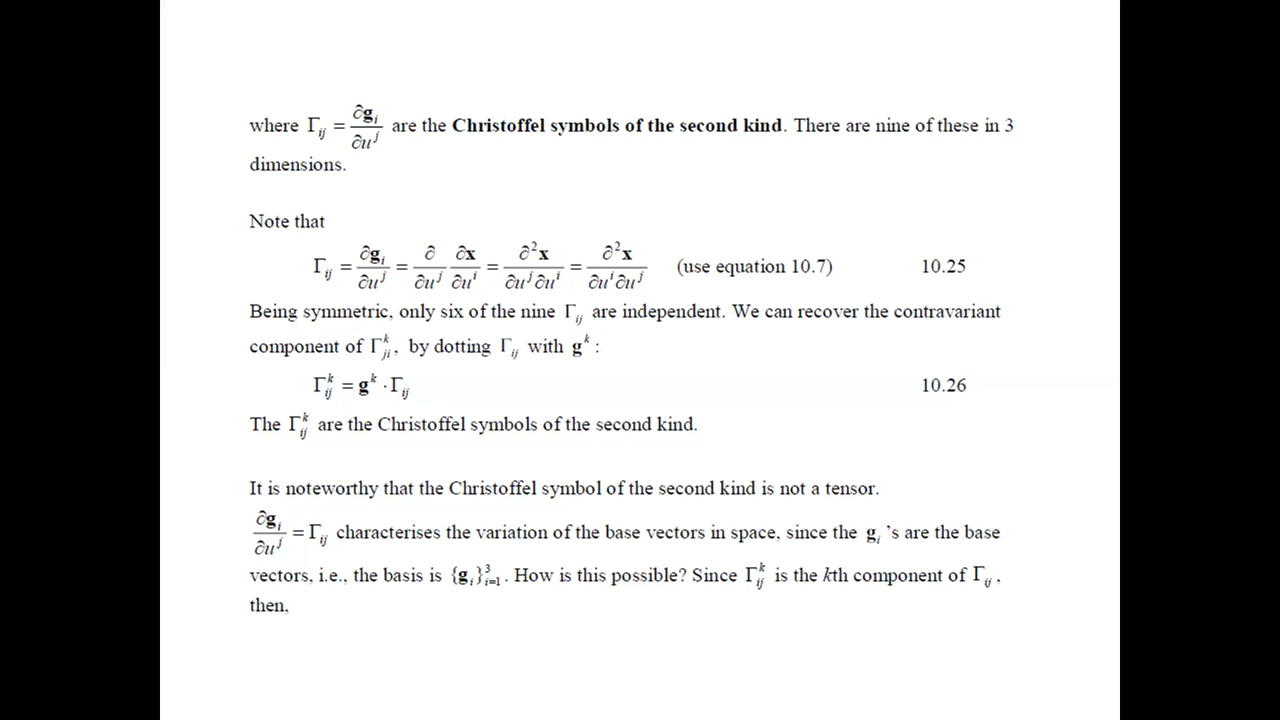 where Γ_ij = ∂g_i/∂u^j are the Christoffel symbols of the second kind. There are nine of these in 3
dimensions.
Note that
Γ_ij = ∂g_i/∂u^j = ∂/∂u^j ∂x/∂u^i = ∂²x/∂u^j∂u^i = ∂²x/∂u^i∂u^j (use equation 10.7) 10.25
Being symmetric, only six of the nine Γ_ij are independent. We can recover the contravariant
component of Γ^k_ji, by dotting Γ_ij with g^k :
Γ^k_ij = g^k · Γ_ij 10.26
The Γ^k_ij are the Christoffel symbols of the second kind.
It is noteworthy that the Christoffel symbol of the second kind is not a tensor.
∂g_i/∂u^j = Γ_ij characterises the variation of the base vectors in space, since the g_i 's are the base
vectors, i.e., the basis is {g_i}³_i=1. How is this possible? Since Γ^k_ij is the kth component of Γ_ij,
then,